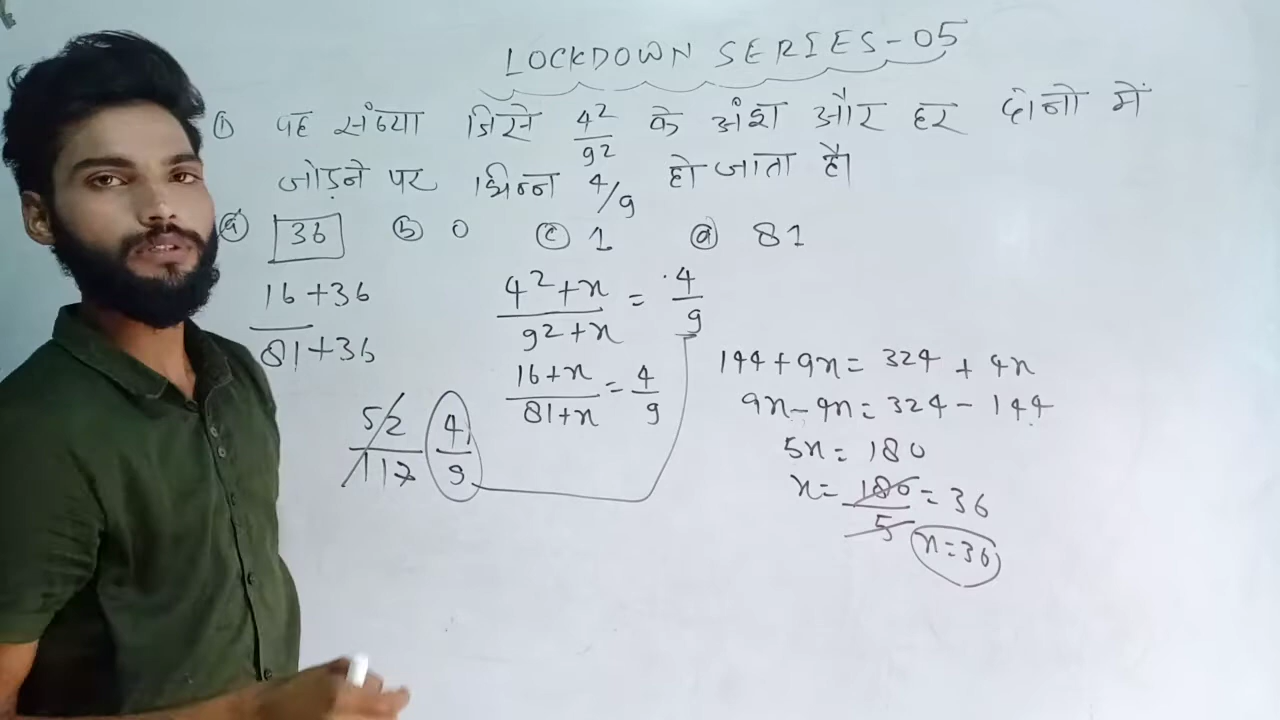 LOCKDOWN SERIES-05
① वह संख्या जिसे 4²/9² के अंश और हर दोनो में
जोड़ने पर भिन्न 4/9 हो जाता है।
ⓐ 36 ⓑ 0 ⓒ 1 ⓓ 81
16+36
81+36
52/117 4/9
4²+x / 9²+x = 4/9
16+x / 81+x = 4/9
144+9x = 324 + 4x
9x-4x = 324-144
5x = 180
x = 180/5 = 36
x=36